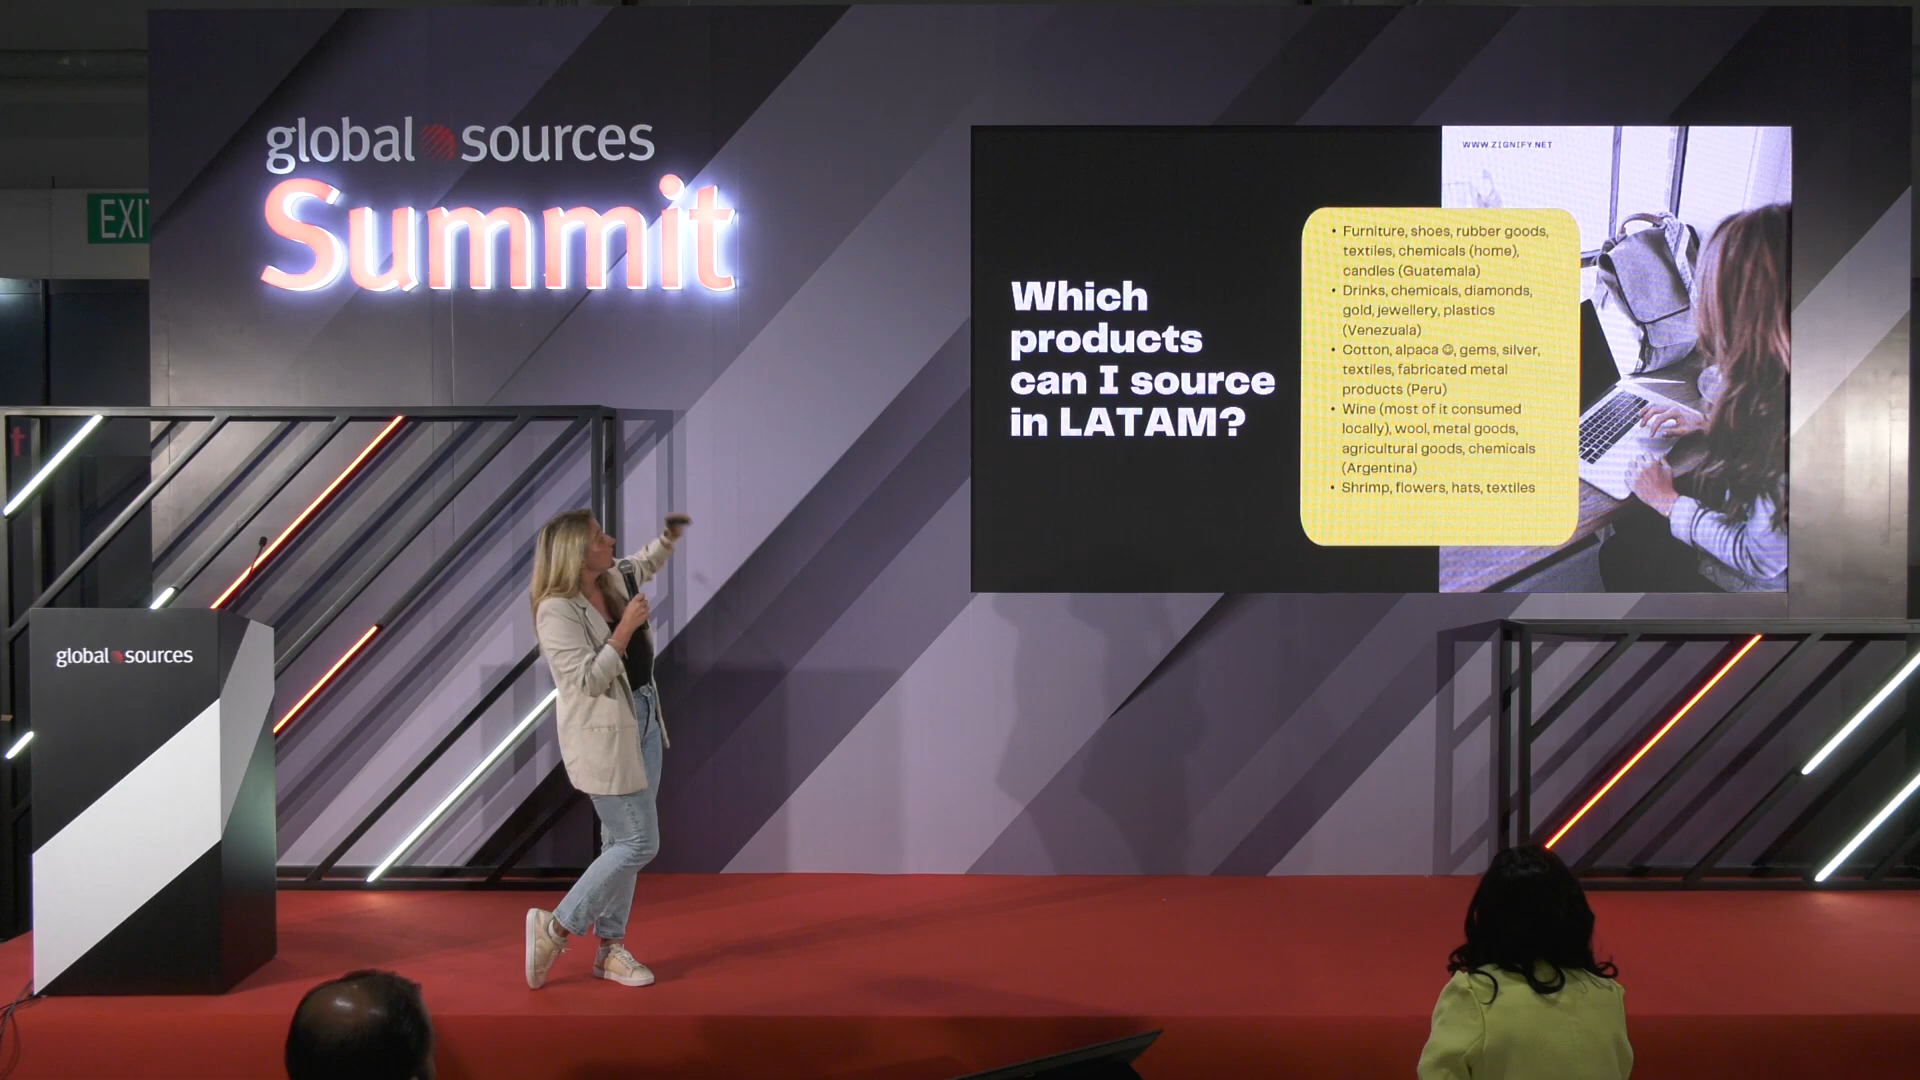 global sources
Summit
EXI
t
global sources
WWW.ZIGNIFY.NET
Which
products
can I source
in LATAM?
• Furniture, shoes, rubber goods,
textiles, chemicals (home),
candles (Guatemala)
• Drinks, chemicals, diamonds,
gold, jewellery, plastics
(Venezuala)
• Cotton, alpaca ☺, gems, silver,
textiles, fabricated metal
products (Peru)
• Wine (most of it consumed
locally), wool, metal goods,
agricultural goods, chemicals
(Argentina)
• Shrimp, flowers, hats, textiles